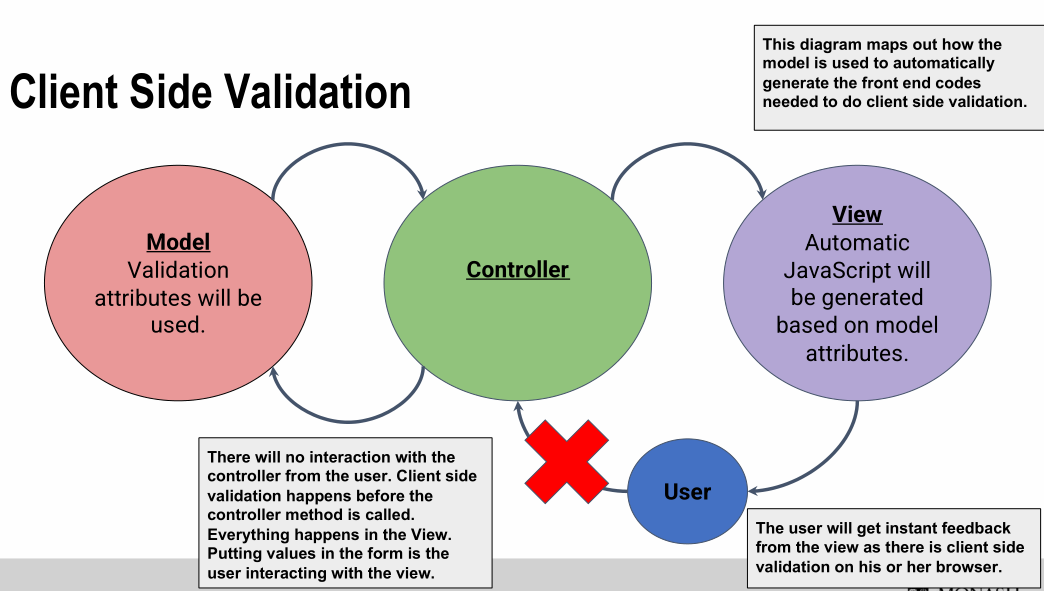 This diagram maps out how the
model is used to automatically
generate the front end codes
needed to do client side validation.
Client Side Validation
Model
Validation
attributes will be
used.
Controller
View
Automatic
JavaScript will
be generated
based on model
attributes.
There will no interaction with the
controller from the user. Client side
validation happens before the
controller method is called.
Everything happens in the View.
Putting values in the form is the
user interacting with the view.
User
The user will get instant feedback
from the view as there is client side
validation on his or her browser.